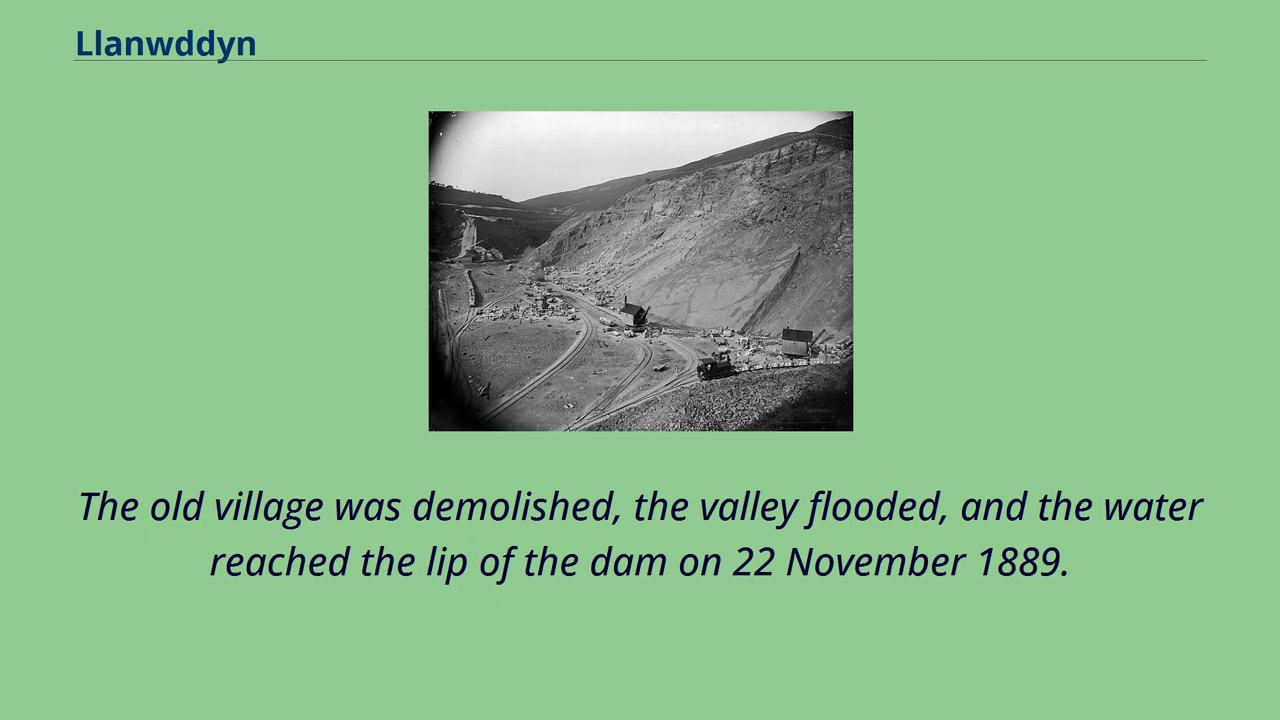 Llanwddyn
The old village was demolished, the valley flooded, and the water
reached the lip of the dam on 22 November 1889.